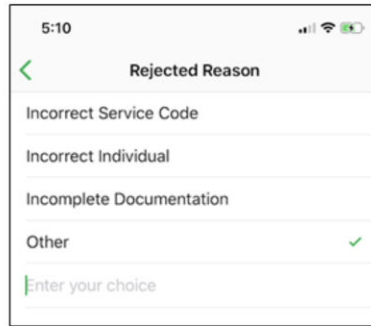 5:10
Rejected Reason
Incorrect Service Code
Incorrect Individual
Incomplete Documentation
Other
Enter your choice